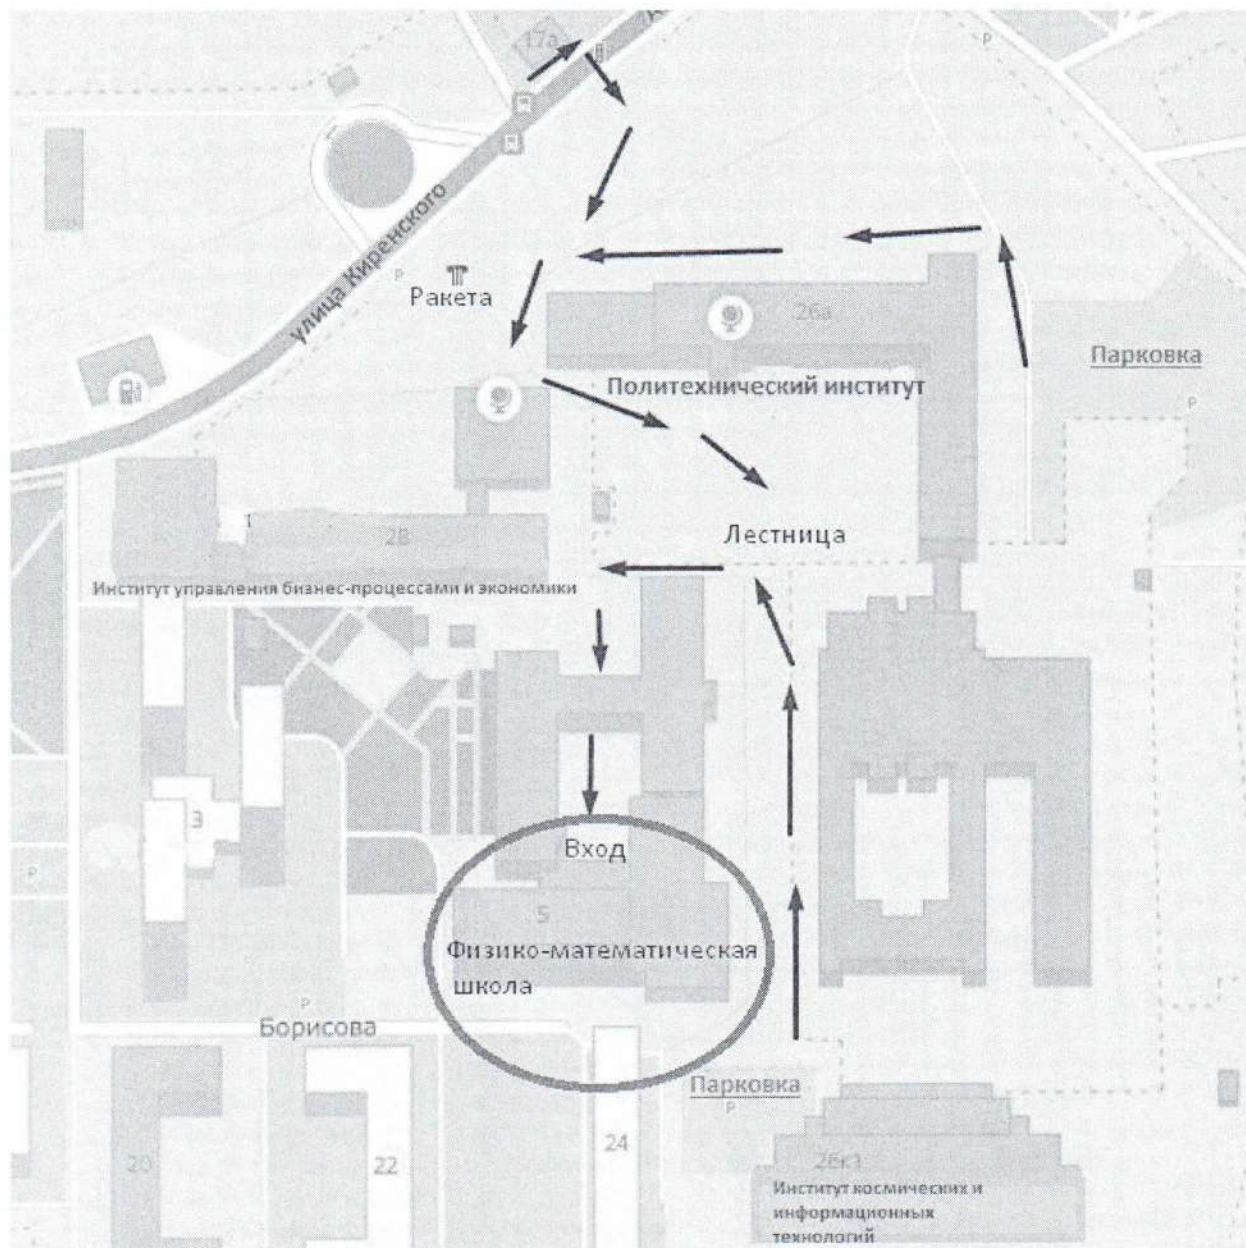 17а
P
улица Киренского
P
Ракета
26а
Парковка
P
Политехнический институт
28
Лестница
Институт управления бизнес-процессами и экономики
3
Вход
P
5
Физико-математическая
школа
P
Борисова
Парковка
P
20
22
24
26к1
Институт космических и
информационных
технологий